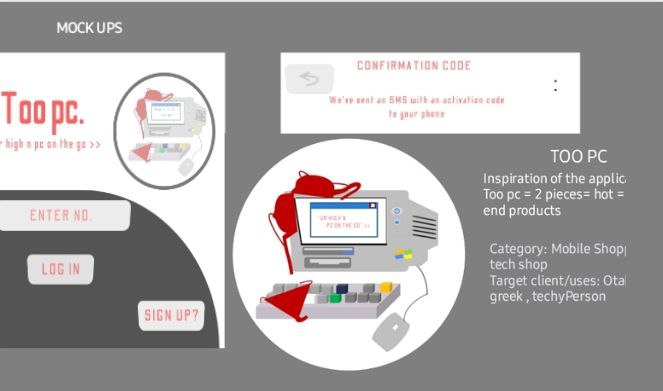 MOCK UPS
Too pc.
r high n pc on the go >>
ENTER NO.
LOG IN
SIGN UP?
CONFIRMATION CODE
We've sent an SMS with an activation code
to your phone
:
"UR HIGH N
PC ON THE GO" >>
TOO PC
Inspiration of the applica
Too pc = 2 pieces= hot =
end products
Category: Mobile Shop
tech shop
Target client/uses: Ota
greek , techyPerson